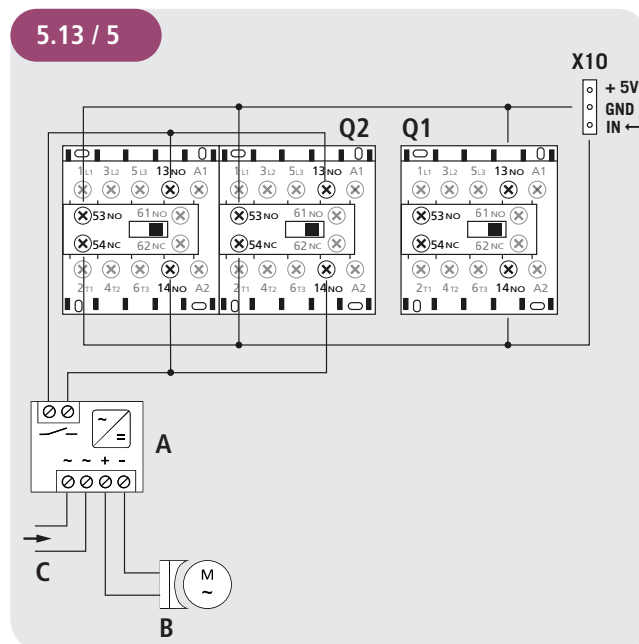 5.13 / 5
X10
+ 5V
GND
IN ←
Q2 Q1
1L1 3L2 5L3 13NO A1 1L1 3L2 5L3 13NO A1 1L1 3L2 5L3 13NO A1
53NO 61NO 53NO 61NO 53NO 61NO
54NC 62NC 54NC 62NC 54NC 62NC
2T1 4T2 6T3 14NO A2 2T1 4T2 6T3 14NO A2 2T1 4T2 6T3 14NO A2
~
=
A
~ ~ + -
C
M
~
B